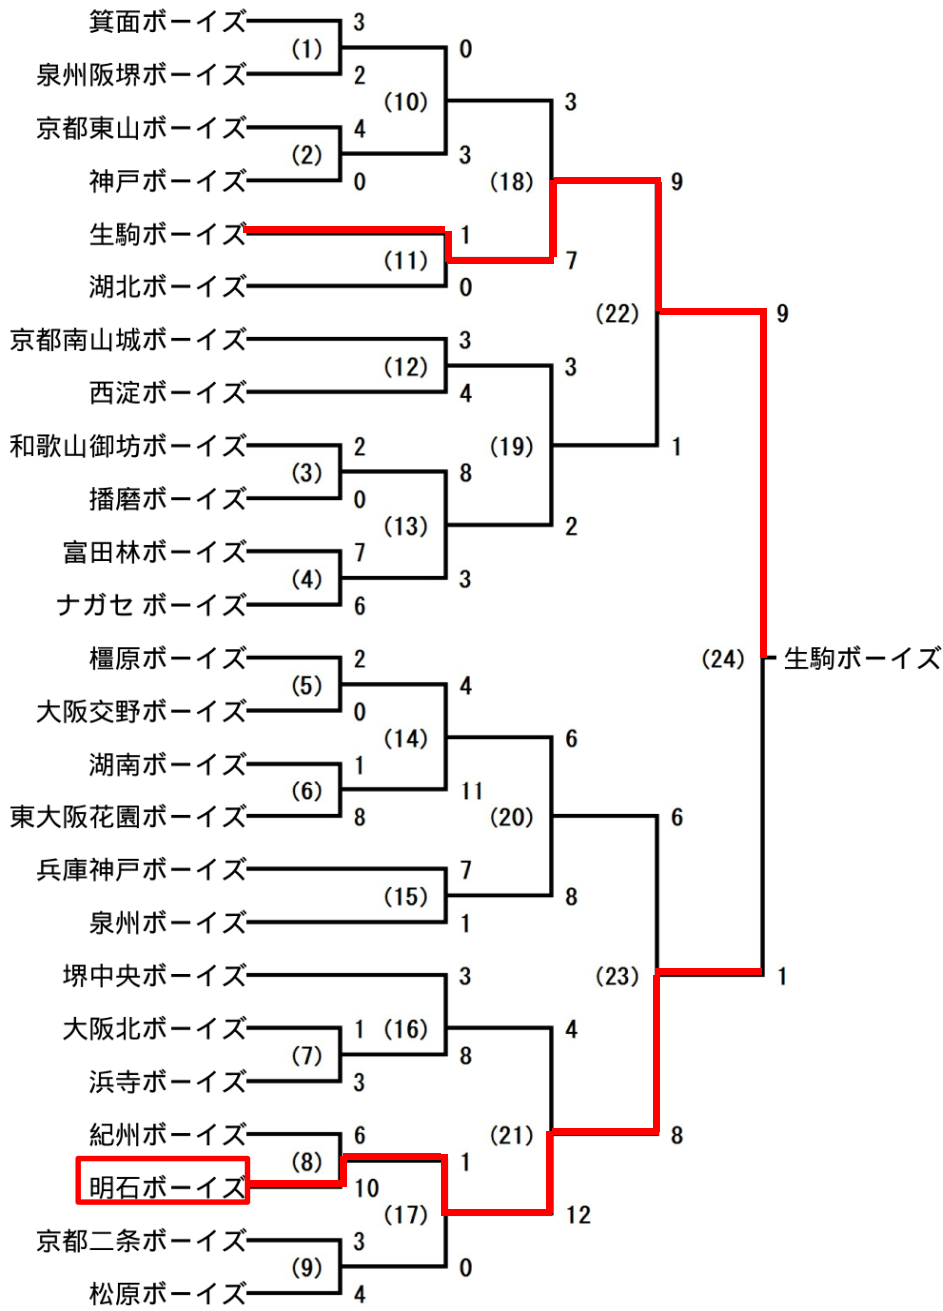 箕面ボーイズ 3
(1) 0
泉州阪堺ボーイズ 2
(10) 3
京都東山ボーイズ 4
(2) 3
神戸ボーイズ 0
(18) 9
生駒ボーイズ 1
(11) 7
湖北ボーイズ 0
(22) 9
京都南山城ボーイズ 3
(12) 3
西淀ボーイズ 4
和歌山御坊ボーイズ 2
(19) 1
(3) 8
播磨ボーイズ 0
(13) 2
富田林ボーイズ 7
(4) 3
ナガセ ボーイズ 6
橿原ボーイズ 2
(24) 生駒ボーイズ
(5) 4
大阪交野ボーイズ 0
(14) 6
湖南ボーイズ 1
(6) 11
東大阪花園ボーイズ 8
(20) 6
兵庫神戸ボーイズ 7
(15) 8
泉州ボーイズ 1
堺中央ボーイズ 3
(23) 1
大阪北ボーイズ 1
(16) 4
(7) 8
浜寺ボーイズ 3
紀州ボーイズ 6
(21) 8
(8) 1
明石ボーイズ 10
(17) 12
京都二条ボーイズ 3
(9) 0
松原ボーイズ 4